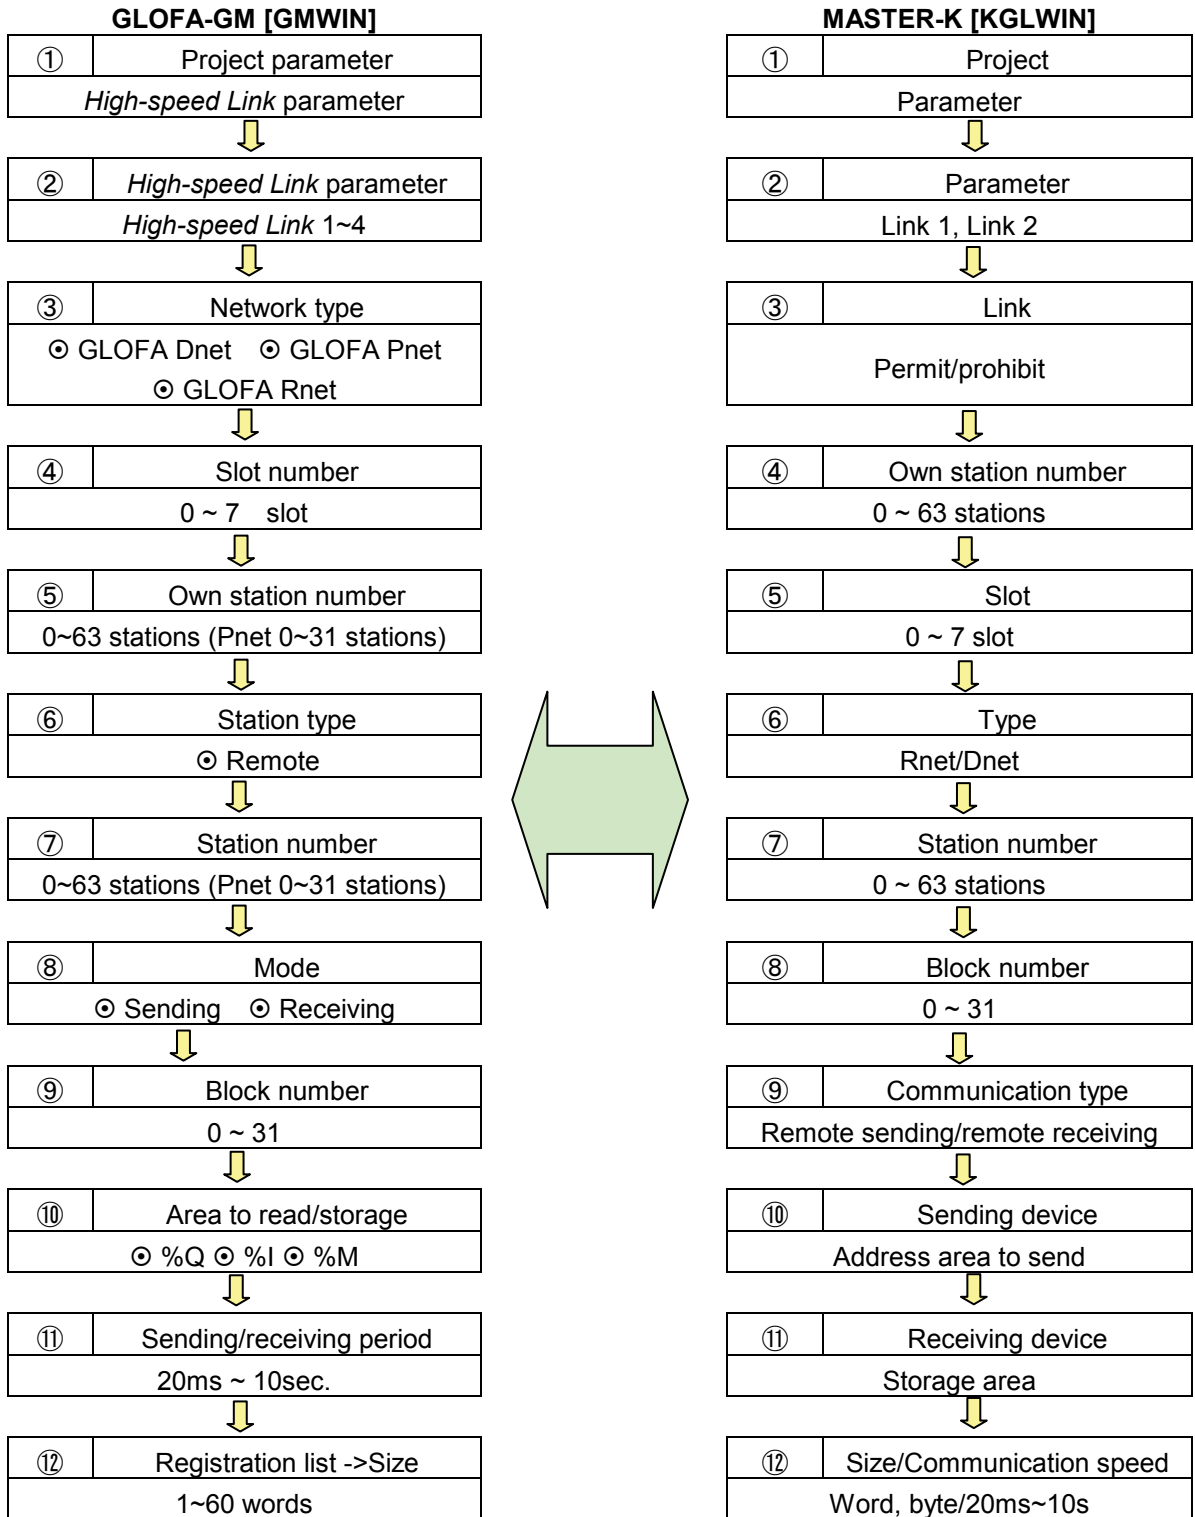 GLOFA-GM [GMWIN]
① Project parameter
High-speed Link parameter
② High-speed Link parameter
High-speed Link 1~4
③ Network type
⊙ GLOFA Dnet ⊙ GLOFA Pnet
⊙ GLOFA Rnet
④ Slot number
0 ~ 7 slot
⑤ Own station number
0~63 stations (Pnet 0~31 stations)
⑥ Station type
⊙ Remote
⑦ Station number
0~63 stations (Pnet 0~31 stations)
⑧ Mode
⊙ Sending ⊙ Receiving
⑨ Block number
0 ~ 31
⑩ Area to read/storage
⊙ %Q ⊙ %I ⊙ %M
⑪ Sending/receiving period
20ms ~ 10sec.
⑫ Registration list ->Size
1~60 words
MASTER-K [KGLWIN]
① Project
Parameter
② Parameter
Link 1, Link 2
③ Link
Permit/prohibit
④ Own station number
0 ~ 63 stations
⑤ Slot
0 ~ 7 slot
⑥ Type
Rnet/Dnet
⑦ Station number
0 ~ 63 stations
⑧ Block number
0 ~ 31
⑨ Communication type
Remote sending/remote receiving
⑩ Sending device
Address area to send
⑪ Receiving device
Storage area
⑫ Size/Communication speed
Word, byte/20ms~10s